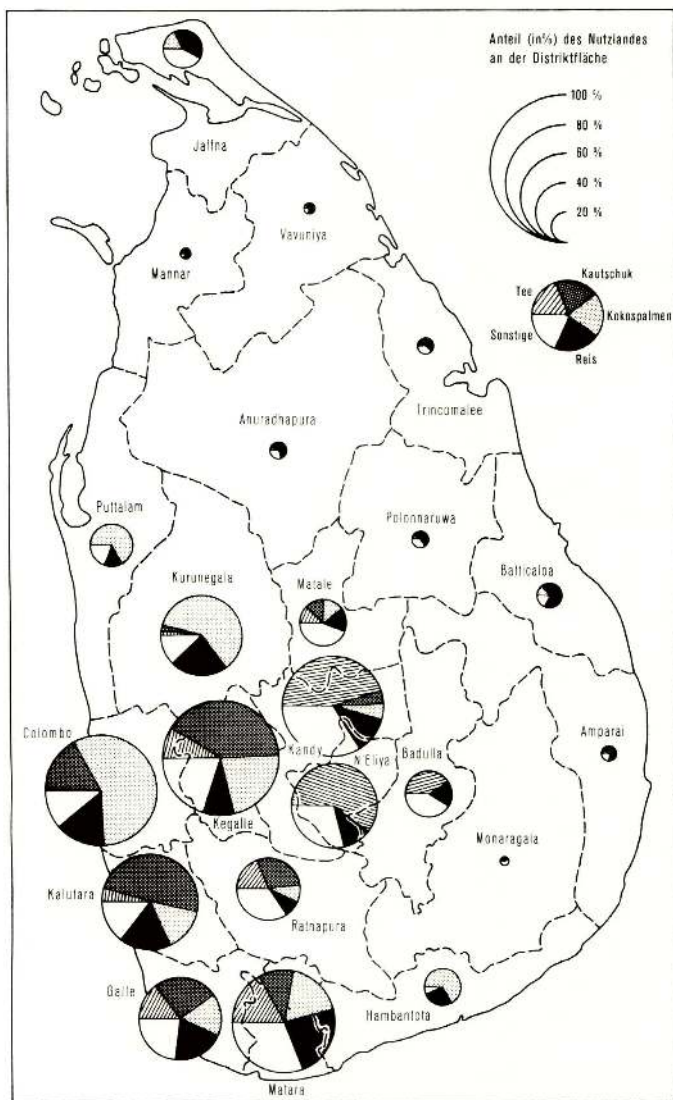 Anteil (in%) des Nutzlandes
an der Distriktfläche
100 %
80 %
60 %
40 %
20 %
Kautschuk
Tee
Kokospalmen
Sonstige
Reis
Jaffna
Vavuniya
Mannar
Trincomalee
Anuradhapura
Puttalam
Polonnaruwa
Kurunegala
Matale
Batticaloa
Colombo
Kandy
N'Eliya
Badulla
Amparai
Kegalle
Monaragala
Kalutara
Ratnapura
Galle
Hambantota
Matara